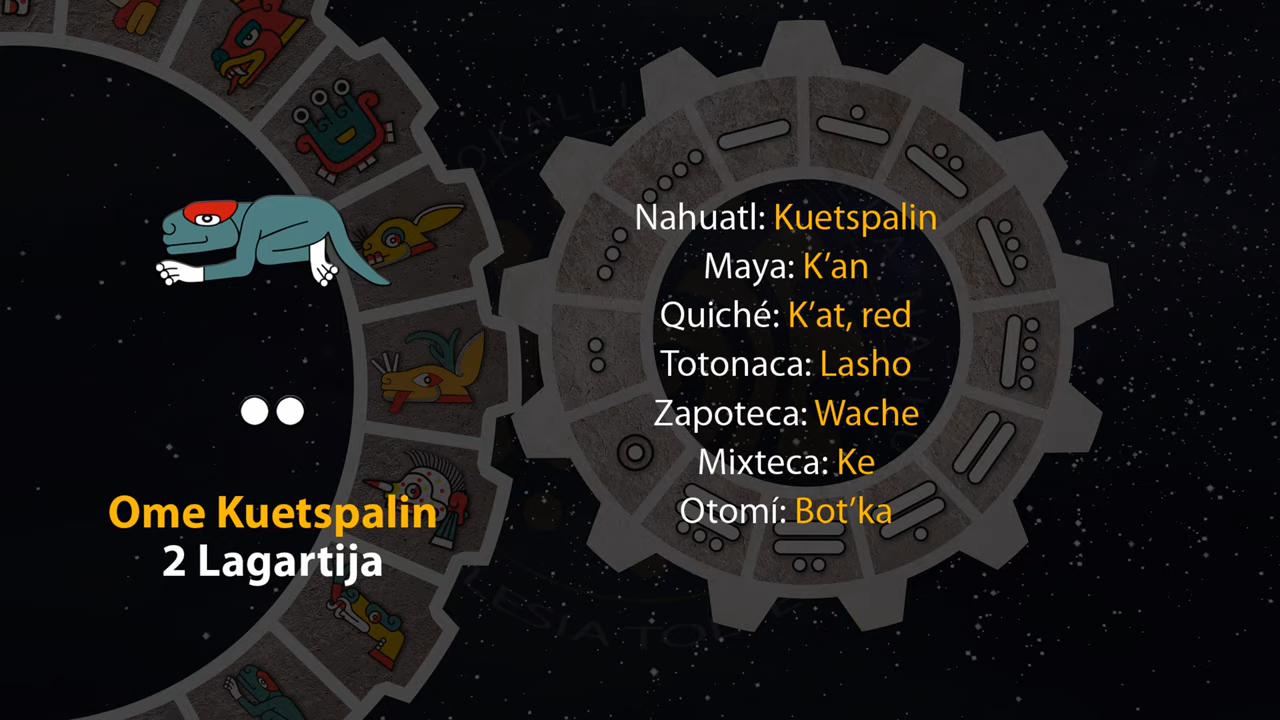 Nahuatl: Kuetspalin
Maya: K’an
Quiché: K’at, red
Totonaca: Lasho
Zapoteca: Wache
Mixteca: Ke
Otomí: Bot’ka
Ome Kuetspalin
2 Lagartija